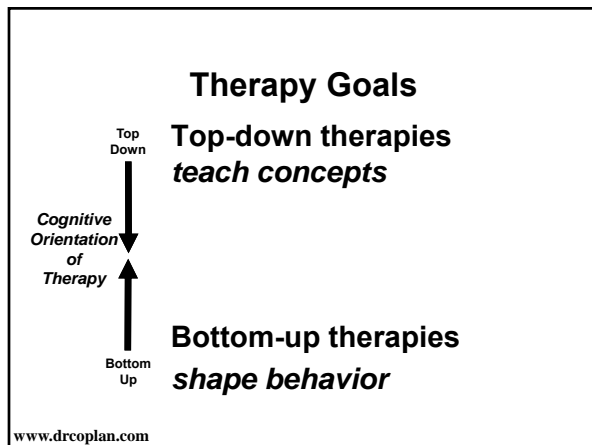 Therapy Goals
Top
Down
Top-down therapies
teach concepts
Cognitive
Orientation
of
Therapy
Bottom-up therapies
Bottom
Up
shape behavior
www.drcoplan.com